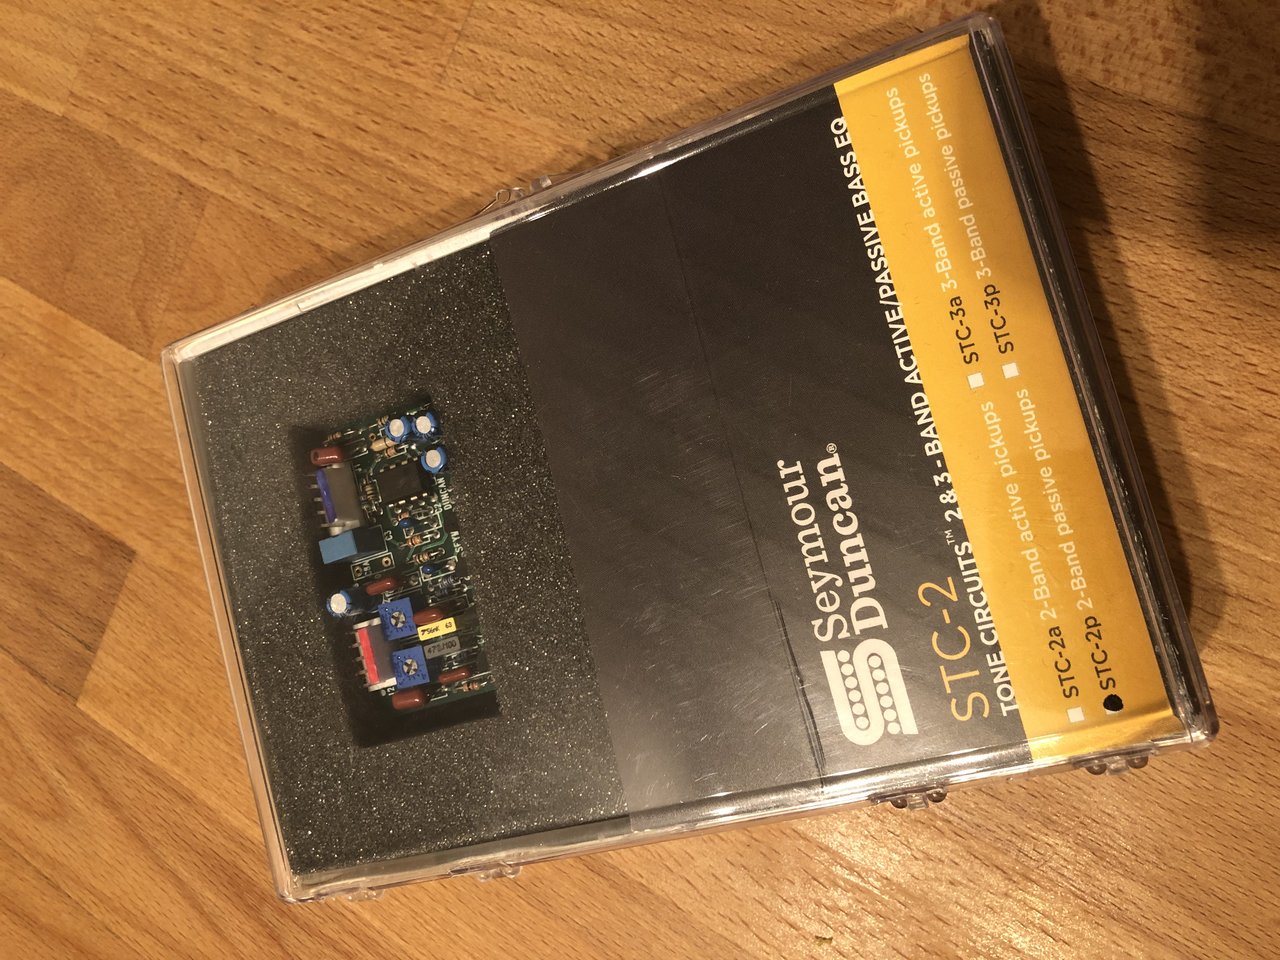 Seymour
Duncan®
STC-2
TONE CIRCUITS™ 2 & 3 - BAND ACTIVE/PASSIVE BASS EQ
STC-2a 2-Band active pickups
STC-3a 3-Band active pickups
STC-2p 2-Band passive pickups
STC-3p 3-Band passive pickups
DUNCAN